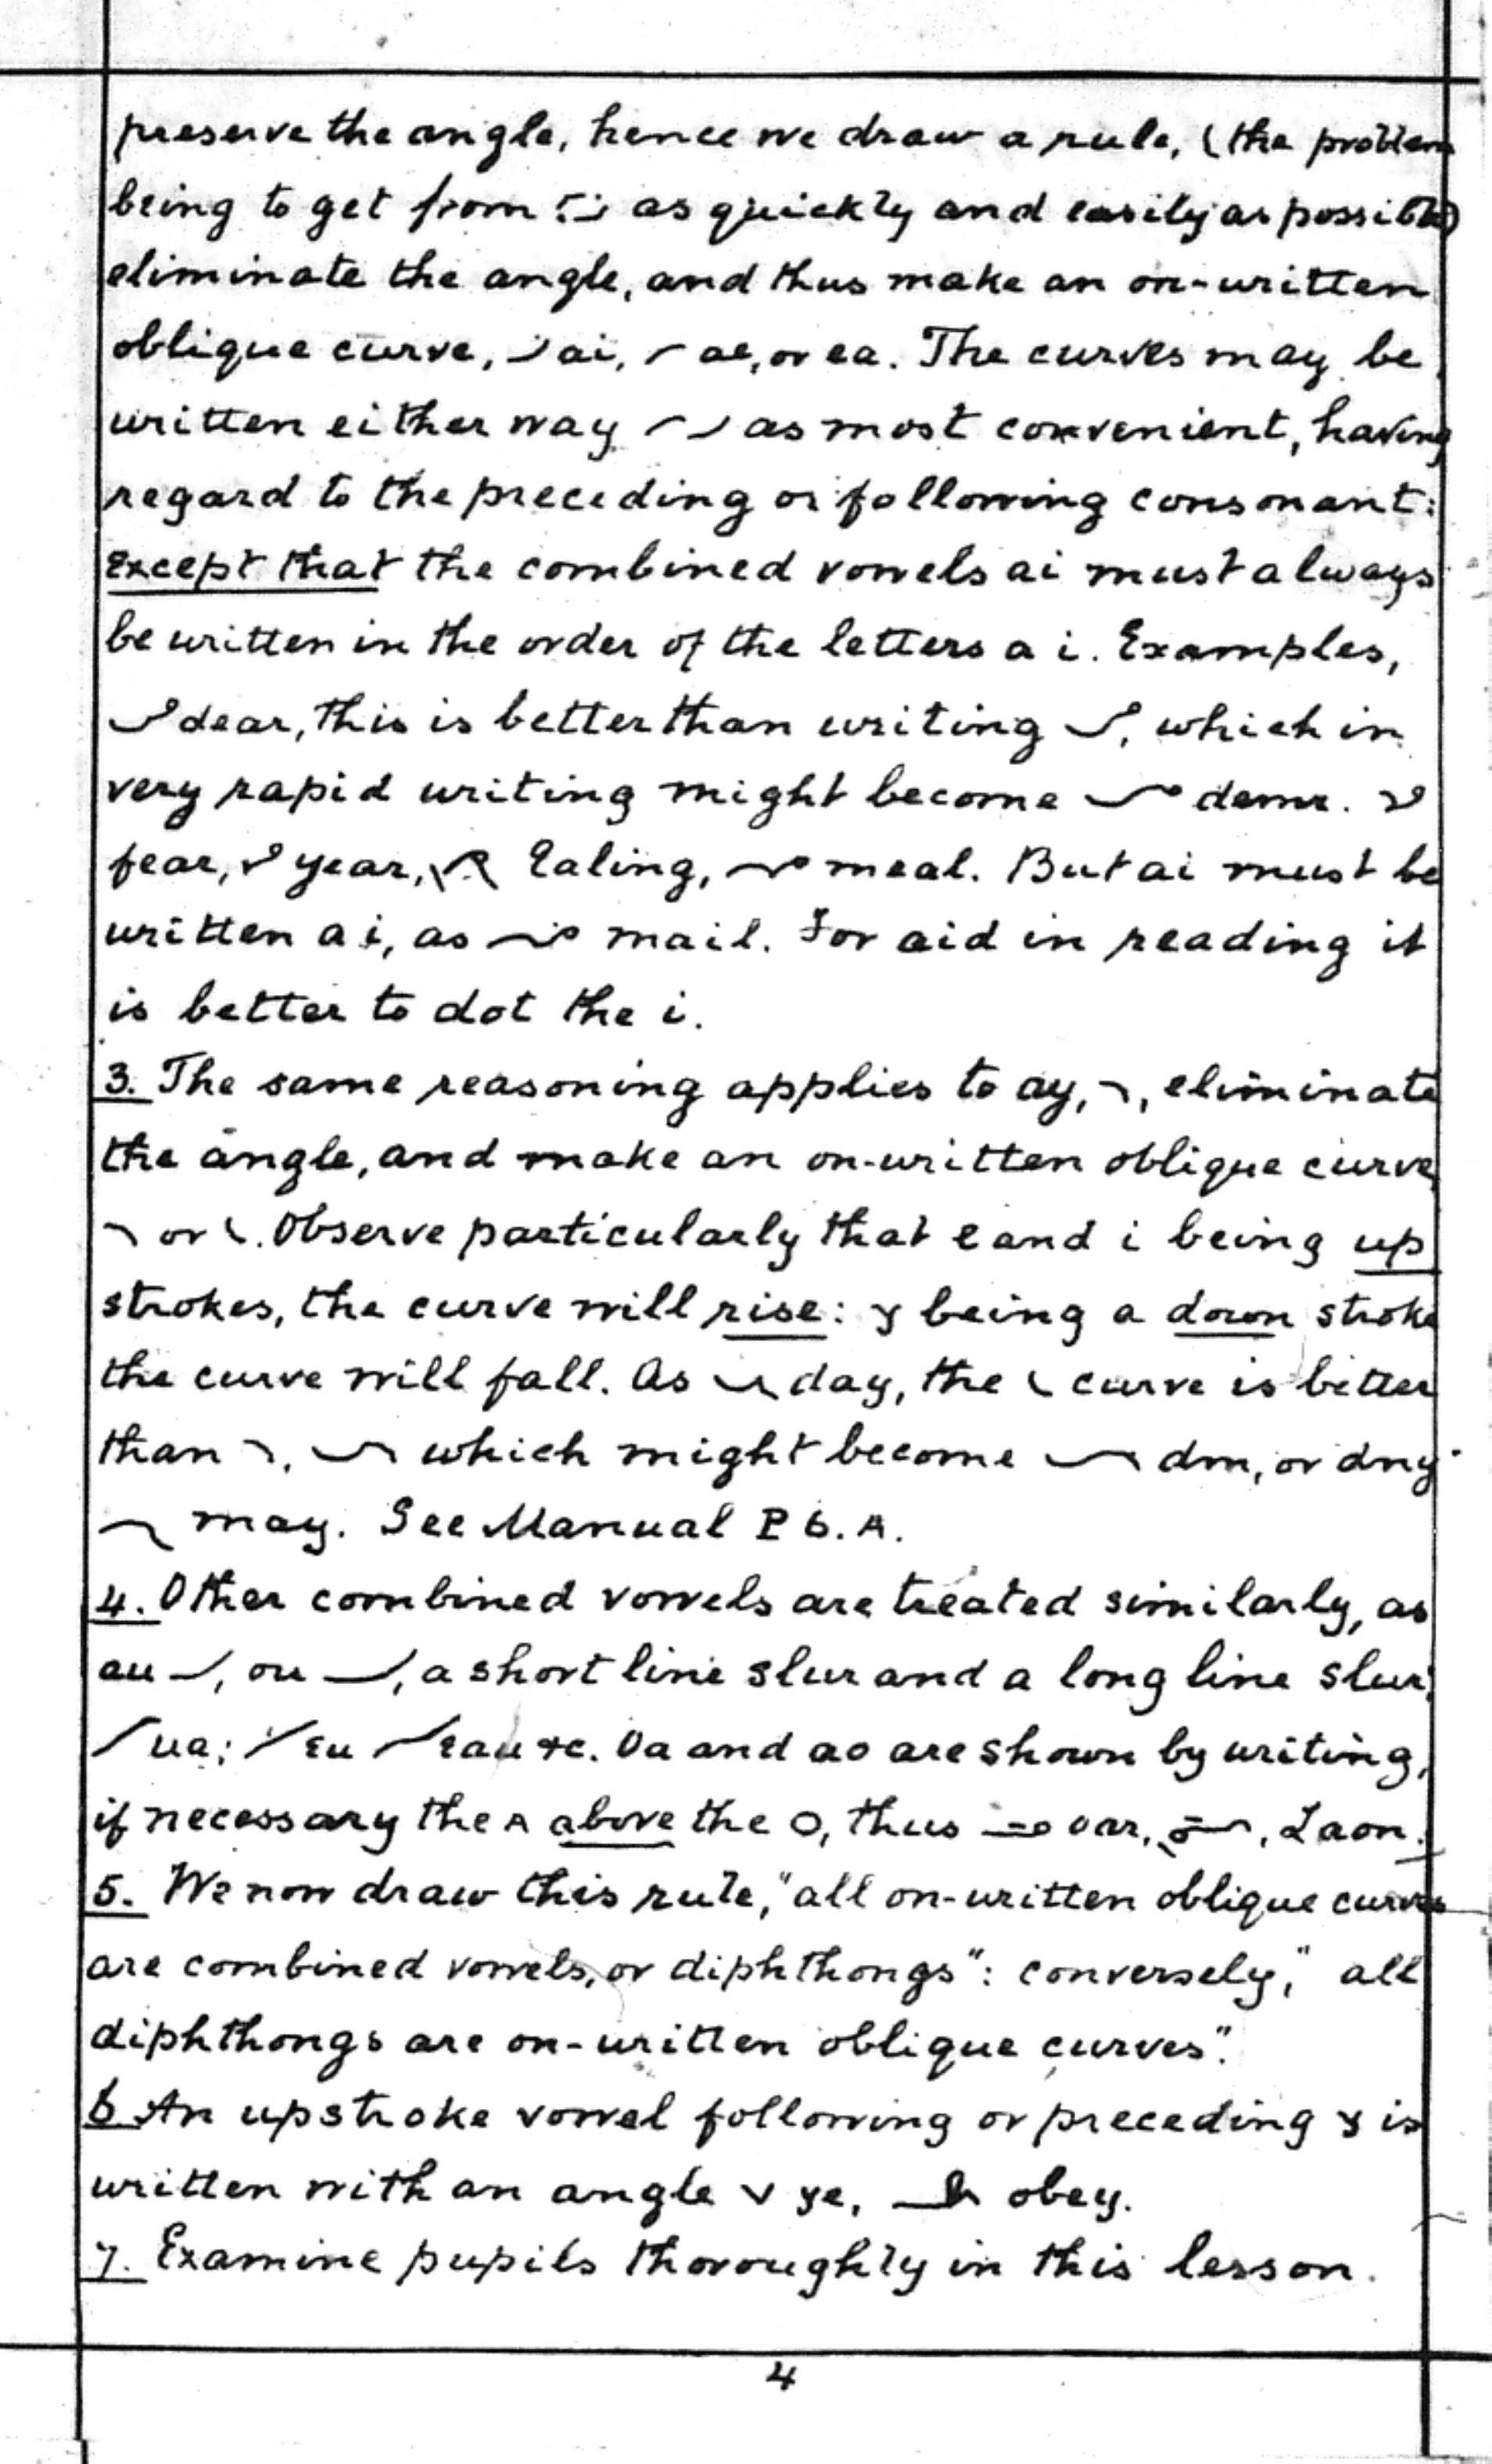 preserve the angle, hence we draw a rule, (the problem
being to get from as quickly and easily as possible)
eliminate the angle, and thus make an on-written
oblique curve, ai, ae, or ea. The curves may be
written either way as most convenient, having
regard to the preceding or following consonant:
Except that the combined vowels ai must always
be written in the order of the letters a i. Examples,
dear, this is better than writing , which in
very rapid writing might become demr.
fear, year, Ealing, meal. But ai must be
written a i, as mail. For aid in reading it
is better to dot the i.
3. The same reasoning applies to ay, , eliminate
the angle, and make an on-written oblique curve,
or . Observe particularly that e and i being up
strokes, the curve will rise: y being a down stroke
the curve will fall. As day, the curve is better
than , which might become dm, or dny
may. See Manual P 6. A.
4. Other combined vowels are treated similarly, as
au , ou , a short line slur and a long line slur;
ua; eu eau &c. Oa and ao are shown by writing,
if necessary the A above the O, thus oar, , Laon.
5. We now draw this rule, "all on-written oblique curves
are combined vowels, or diphthongs": conversely, "all
diphthongs are on-written oblique curves".
6 An upstroke vowel following or preceding y is
written with an angle ye, obey.
7. Examine pupils thoroughly in this lesson.
4